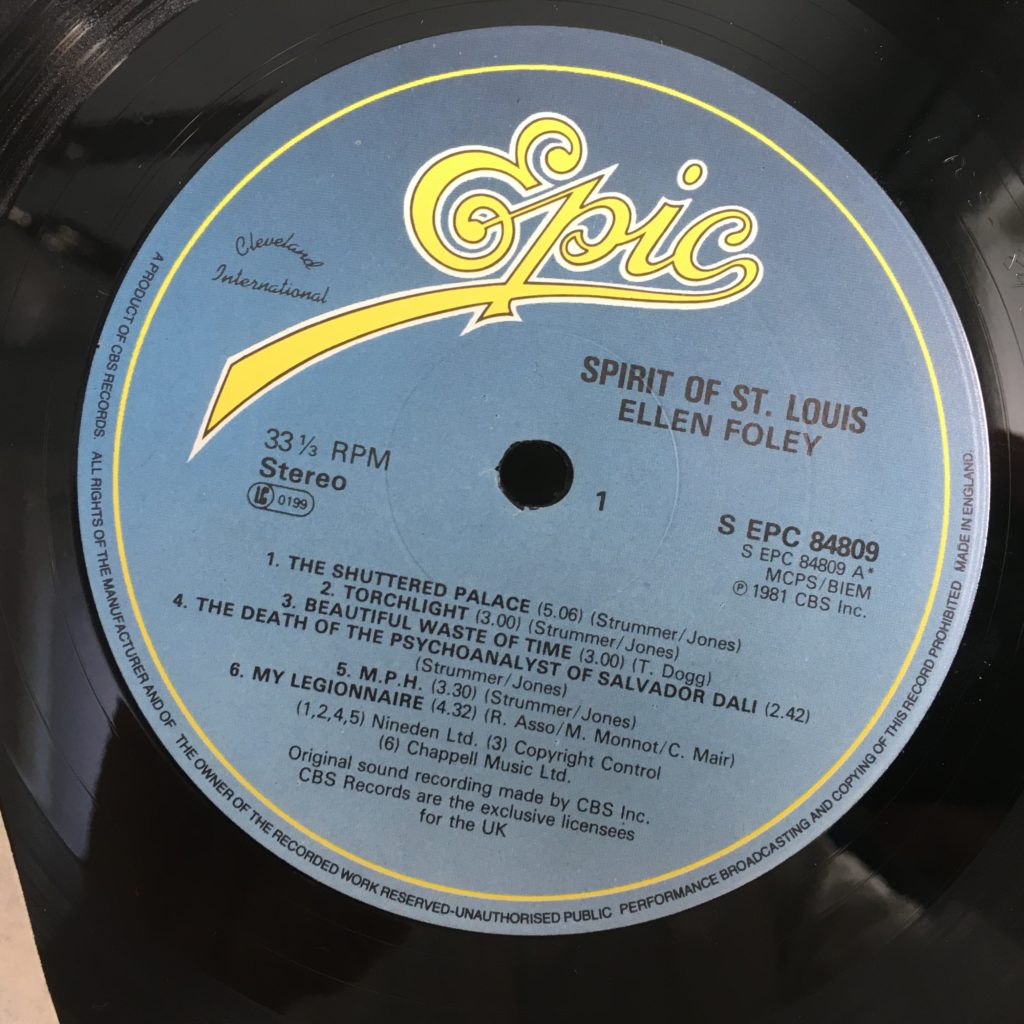 Epic
Cleveland
International
SPIRIT OF ST. LOUIS
ELLEN FOLEY
33 ⅓ RPM
Stereo
LC 0199
1
S EPC 84809
S EPC 84809 A*
MCPS/BIEM
℗ 1981 CBS Inc.
1. THE SHUTTERED PALACE (5.06) (Strummer/Jones)
2. TORCHLIGHT (3.00) (Strummer/Jones)
3. BEAUTIFUL WASTE OF TIME (3.00) (T. Dogg)
4. THE DEATH OF THE PSYCHOANALYST OF SALVADOR DALI (2.42)
(Strummer/Jones)
5. M.P.H. (3.30) (Strummer/Jones)
6. MY LEGIONNAIRE (4.32) (R. Asso/M. Monnot/C. Mair)
(1,2,4,5) Nineden Ltd. (3) Copyright Control
(6) Chappell Music Ltd.
Original sound recording made by CBS Inc.
CBS Records are the exclusive licensees
for the UK
A PRODUCT OF CBS RECORDS. ALL RIGHTS OF THE MANUFACTURER AND OF THE OWNER OF THE RECORDED WORK RESERVED-UNAUTHORISED PUBLIC PERFORMANCE BROADCASTING AND COPYING OF THIS RECORD PROHIBITED MADE IN ENGLAND.